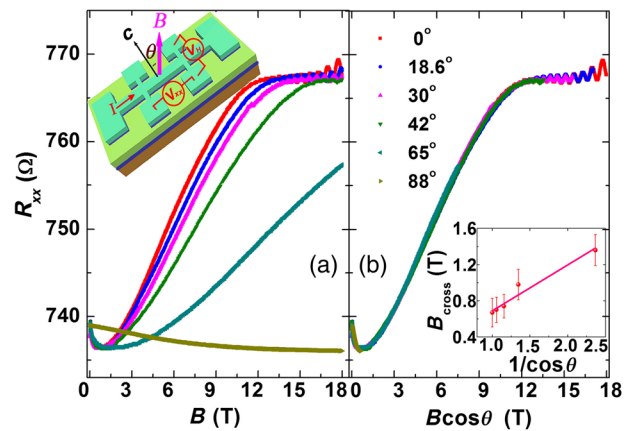 770
760
750
740
R_xx (Ω)
0 3 6 9 12 15 18
B (T)
(a)
B
c
θ
I
V_xx
V_H
0°
18.6°
30°
42°
65°
88°
(b)
0 3 6 9 12 15 18
Bcosθ (T)
1.6
1.2
0.8
0.4
B_cross (T)
1.0 1.5 2.0 2.5
1/cosθ